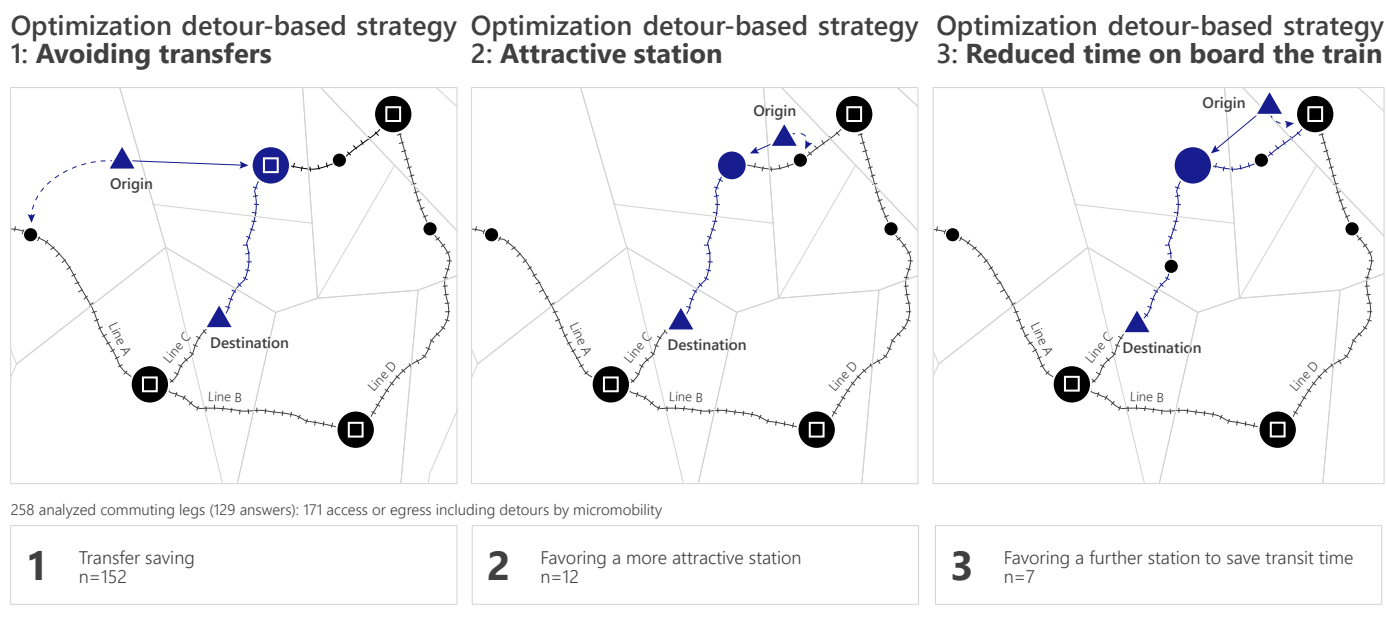 Optimization detour-based strategy
1: Avoiding transfers
Optimization detour-based strategy
2: Attractive station
Optimization detour-based strategy
3: Reduced time on board the train
Origin
Destination
Line A
Line C
Line B
Line D
Origin
Destination
Line A
Line C
Line B
Line D
Origin
Destination
Line A
Line C
Line B
Line D
258 analyzed commuting legs (129 answers): 171 access or egress including detours by micromobility
1
Transfer saving
n=152
2
Favoring a more attractive station
n=12
3
Favoring a further station to save transit time
n=7